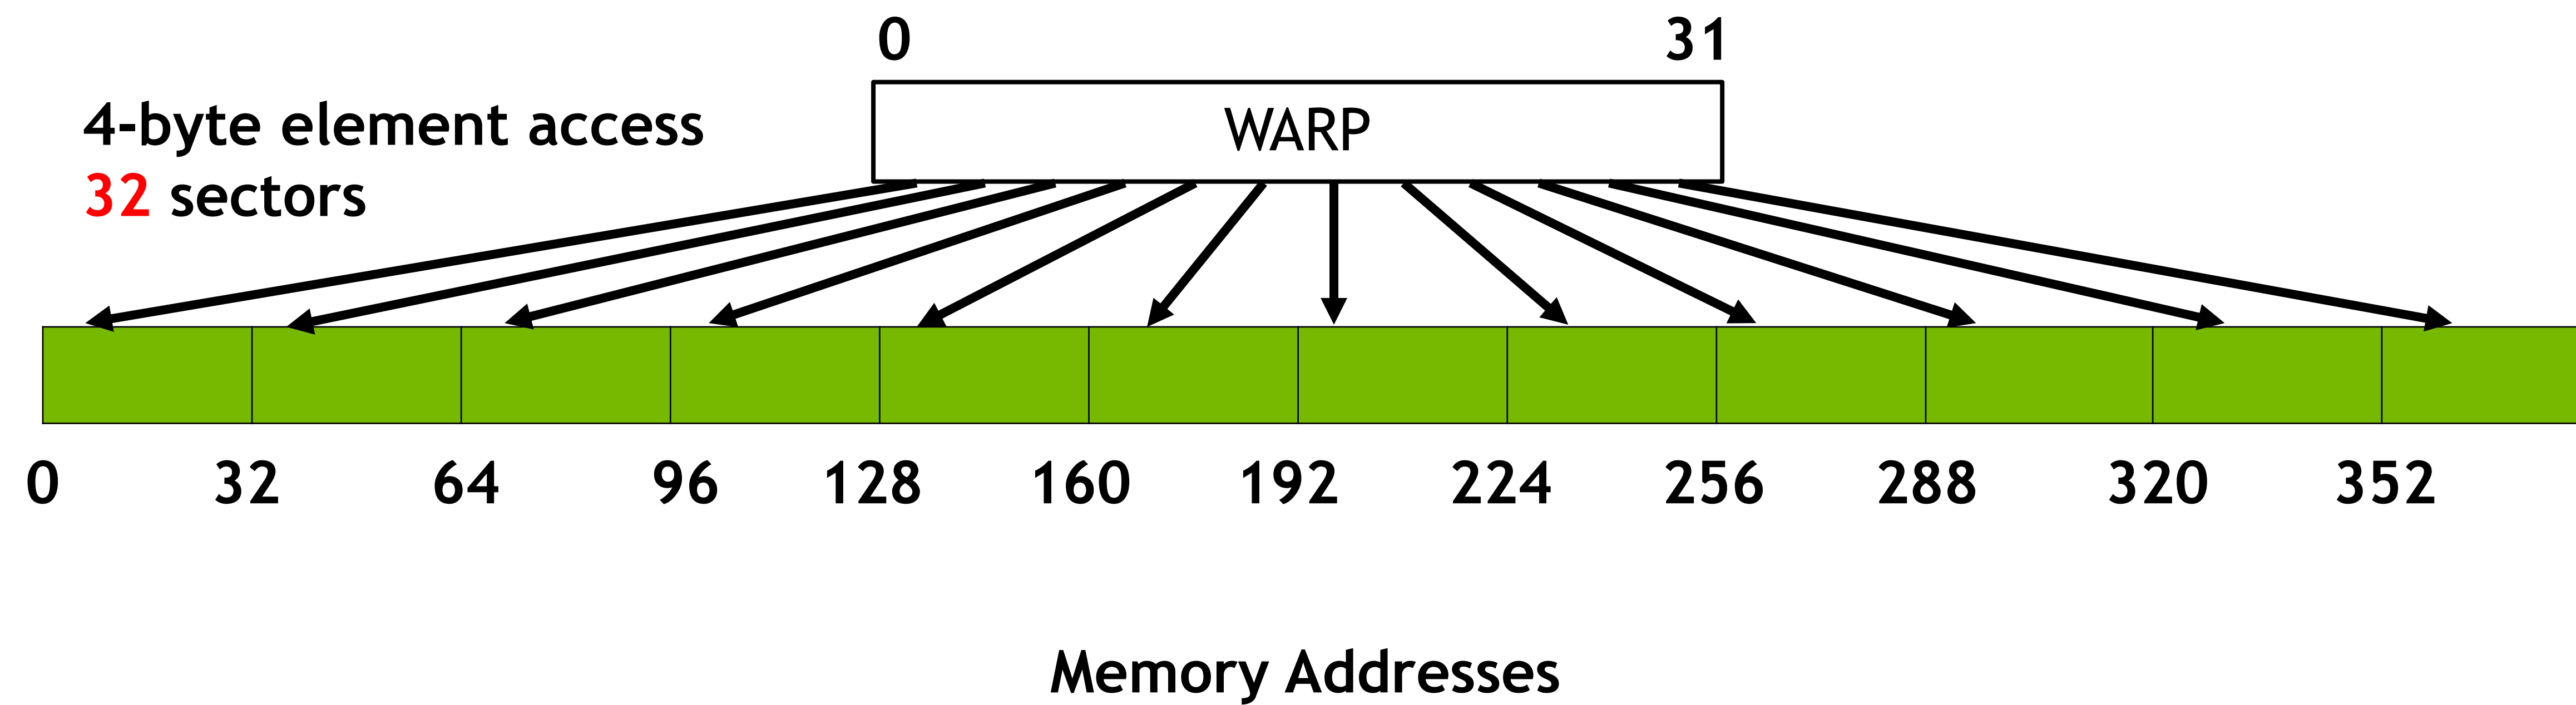 0 31
4-byte element access
WARP
32 sectors
0 32 64 96 128 160 192 224 256 288 320 352
Memory Addresses